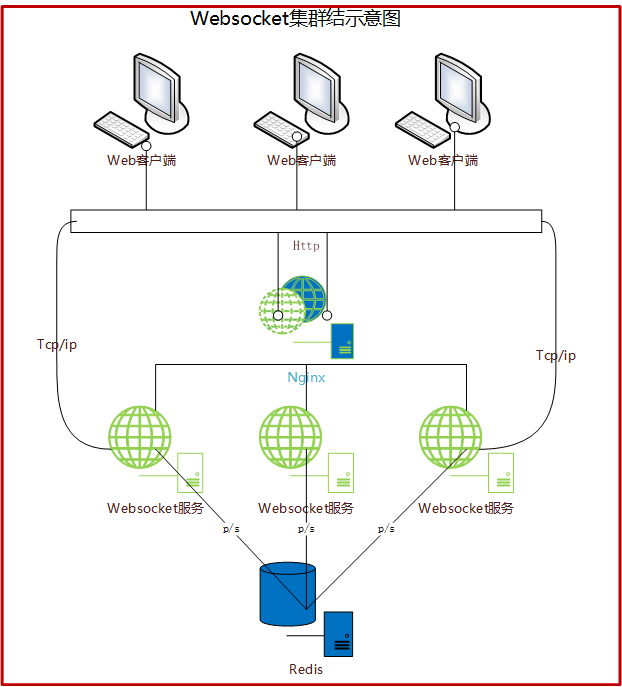 Websocket集群结示意图
Web客户端
Web客户端
Web客户端
Http
Tcp/ip
Tcp/ip
Nginx
Websocket服务
Websocket服务
Websocket服务
p/s
p/s
p/s
Redis